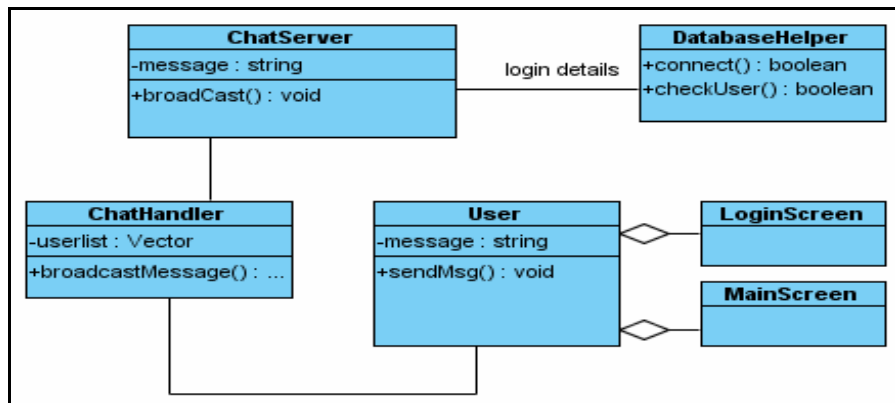 ChatServer
-message : string
+broadCast() : void
login details
DatabaseHelper
+connect() : boolean
+checkUser() : boolean
ChatHandler
-userlist : Vector
+broadcastMessage() : ...
User
-message : string
+sendMsg() : void
LoginScreen
MainScreen